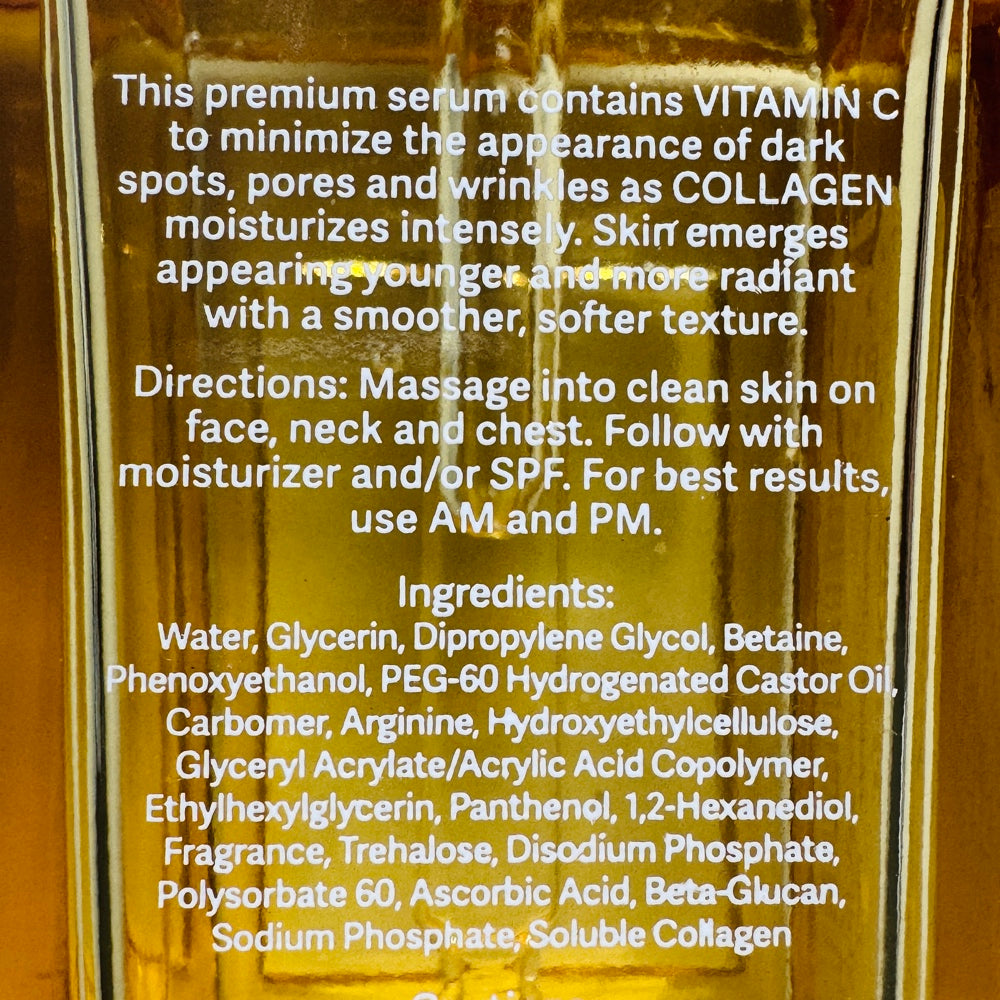 This premium serum contains VITAMIN C
to minimize the appearance of dark
spots, pores and wrinkles as COLLAGEN
moisturizes intensely. Skin emerges
appearing younger and more radiant
with a smoother, softer texture.
Directions: Massage into clean skin on
face, neck and chest. Follow with
moisturizer and/or SPF. For best results,
use AM and PM.
Ingredients:
Water, Glycerin, Dipropylene Glycol, Betaine,
Phenoxyethanol, PEG-60 Hydrogenated Castor Oil,
Carbomer, Arginine, Hydroxyethylcellulose,
Glyceryl Acrylate/Acrylic Acid Copolymer,
Ethylhexylglycerin, Panthenol, 1,2-Hexanediol,
Fragrance, Trehalose, Disodium Phosphate,
Polysorbate 60, Ascorbic Acid, Beta-Glucan,
Sodium Phosphate, Soluble Collagen